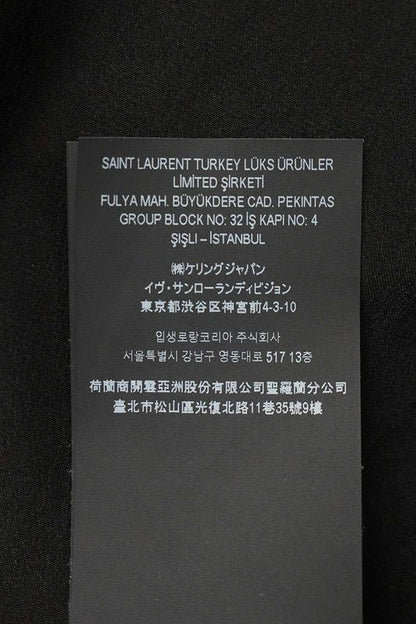 SAINT LAURENT TURKEY LÜKS ÜRÜNLER
LİMİTED ŞİRKETİ
FULYA MAH. BÜYÜKDERE CAD. PEKINTAS
GROUP BLOCK NO: 32 İŞ KAPI NO: 4
ŞIŞLI – İSTANBUL
㈱ケリングジャパン
イヴ・サンローランディビジョン
東京都渋谷区神宮前4-3-10
입생로랑코리아 주식회사
서울특별시 강남구 영동대로 517 13층
荷蘭商開雲亞洲股份有限公司聖羅蘭分公司
臺北市松山區光復北路11巷35號9樓